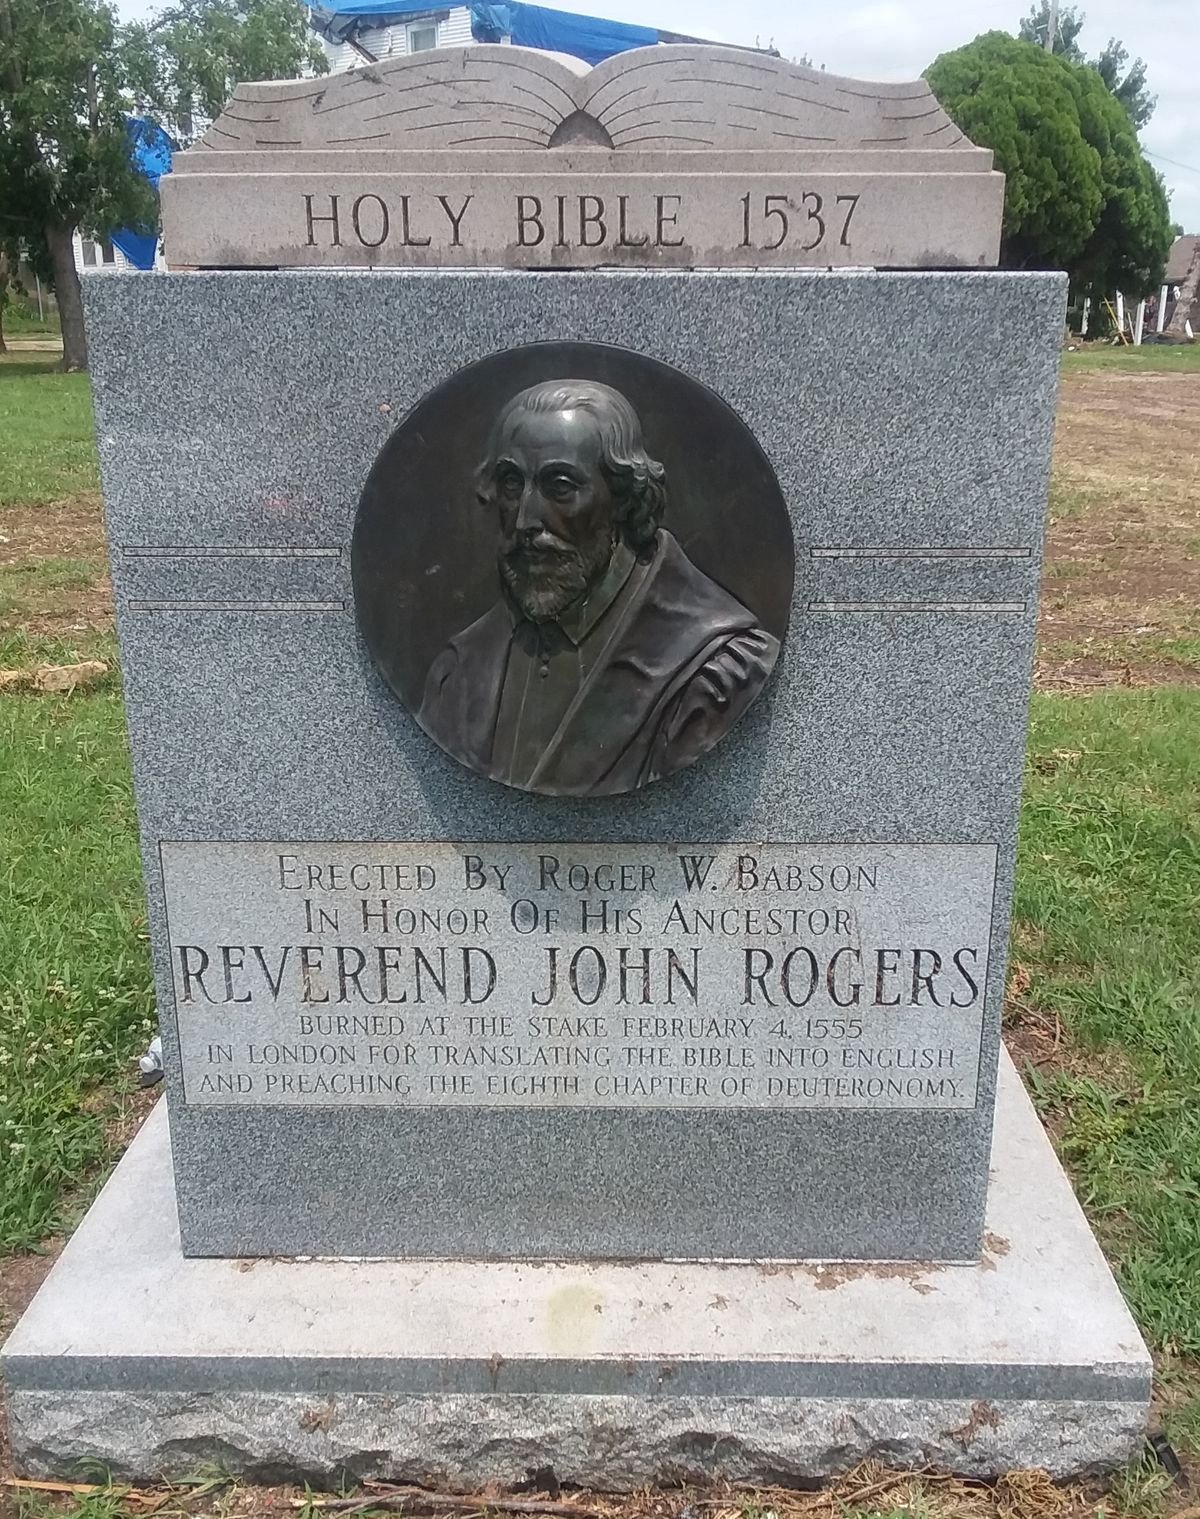 HOLY BIBLE 1537
ERECTED BY ROGER W. BABSON
IN HONOR OF HIS ANCESTOR
REVEREND JOHN ROGERS
BURNED AT THE STAKE FEBRUARY 4, 1555
IN LONDON FOR TRANSLATING THE BIBLE INTO ENGLISH
AND PREACHING THE EIGHTH CHAPTER OF DEUTERONOMY.